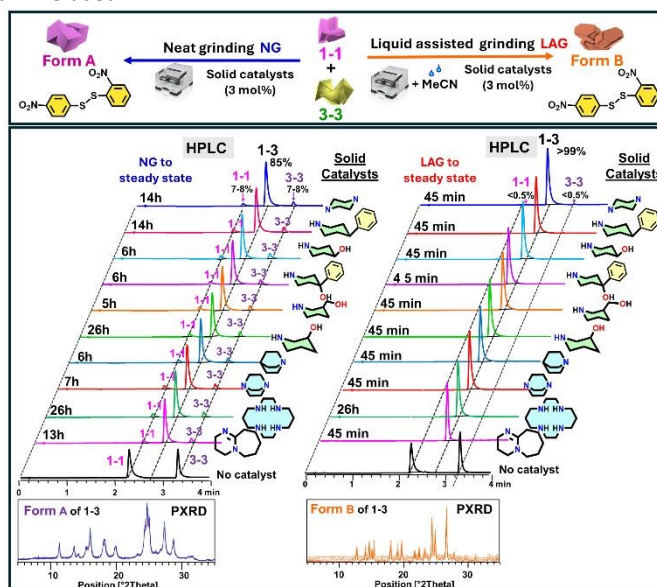 Form A
Neat grinding NG
1-1
Liquid assisted grinding LAG
Form B
Solid catalysts
(3 mol%)
+
3-3
+ MeCN
Solid catalysts
(3 mol%)
NO₂
S
S
O₂N
NO₂
S
S
O₂N
HPLC
NG to
steady state
1-3
85%
1-1
7-8%
3-3
7-8%
Solid
Catalysts
14h
14h
6h
6h
5h
26h
6h
7h
26h
13h
1-1
3-3
No catalyst
0 1 2 3 4 min
HPLC
LAG to
steady state
1-3
>99%
1-1
<0.5%
3-3
<0.5%
Solid
Catalysts
45 min
45 min
45 min
4 5 min
45 min
45 min
45 min
45 min
26h
45 min
No catalyst
0 1 2 3 4 min
Form A of 1-3
PXRD
10 20 30
Position [°2Theta]
Form B of 1-3
PXRD
10 20 30
Position [°2Theta]